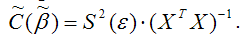 C̃(β̃) = S²(ε)·(XᵀX)⁻¹.